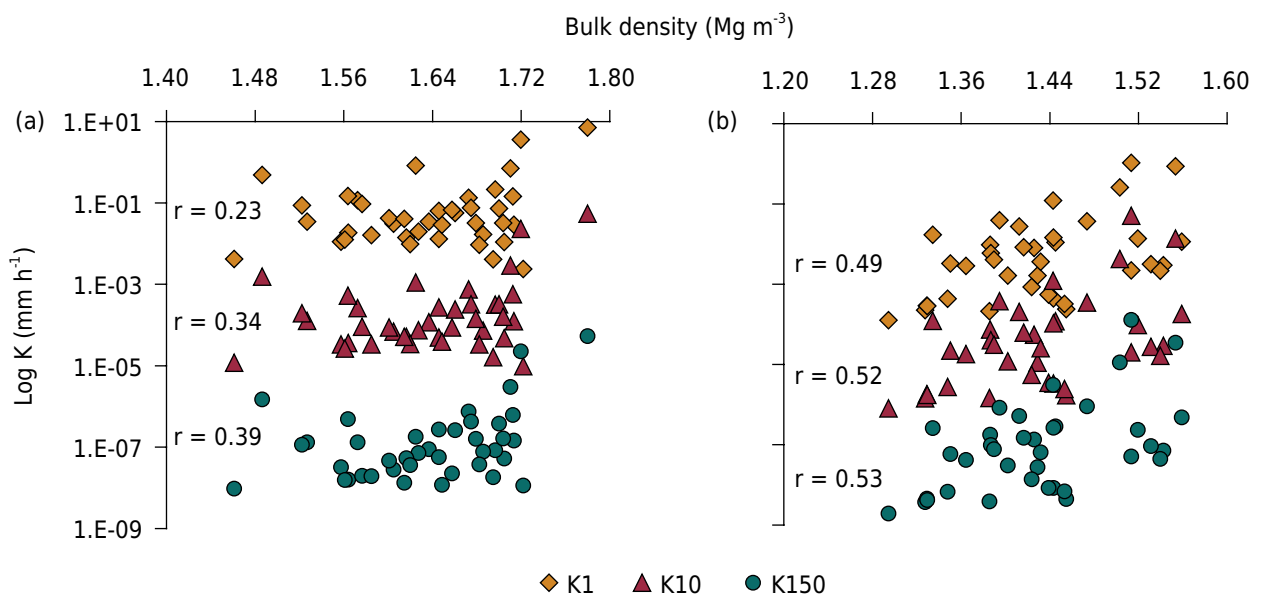 Bulk density (Mg m-3)
1.40 1.48 1.56 1.64 1.72 1.80
1.20 1.28 1.36 1.44 1.52 1.60
(a)
(b)
1.E+01
1.E-01
1.E-03
1.E-05
1.E-07
1.E-09
Log K (mm h-1)
r = 0.23
r = 0.34
r = 0.39
r = 0.49
r = 0.52
r = 0.53
K1 K10 K150